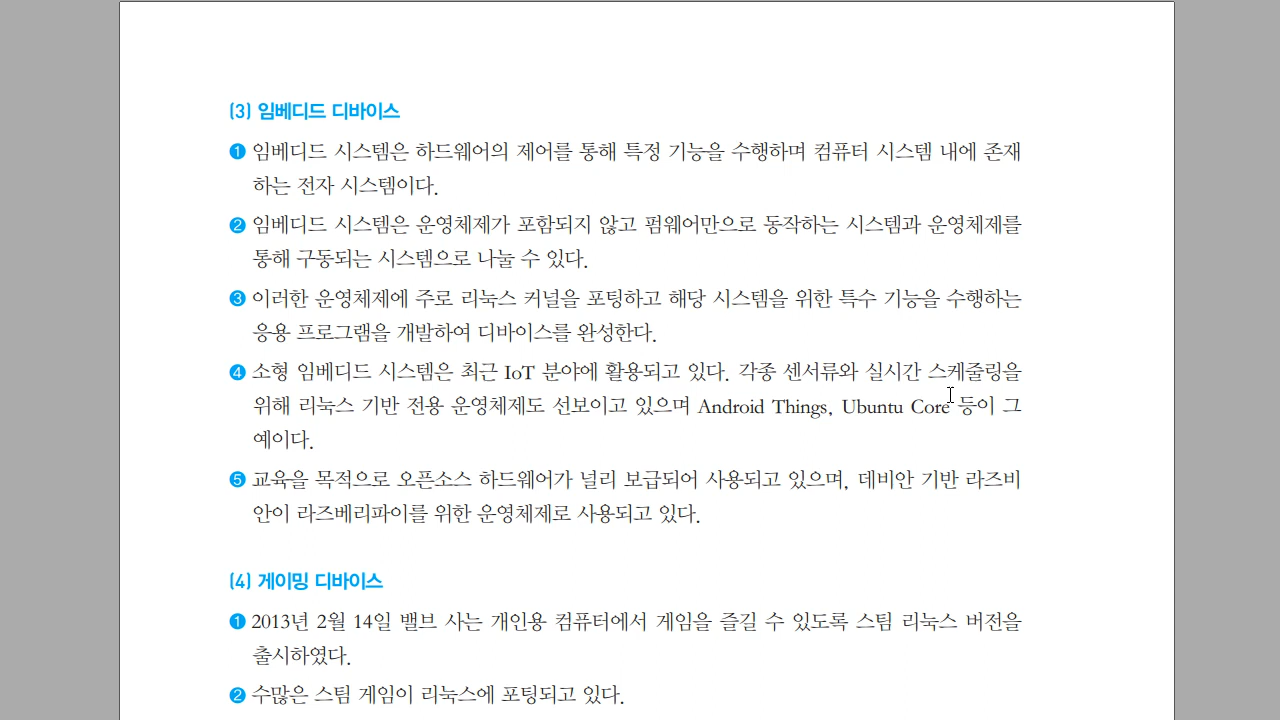 (3) 임베디드 디바이스
❶ 임베디드 시스템은 하드웨어의 제어를 통해 특정 기능을 수행하며 컴퓨터 시스템 내에 존재
하는 전자 시스템이다.
❷ 임베디드 시스템은 운영체제가 포함되지 않고 펌웨어만으로 동작하는 시스템과 운영체제를
통해 구동되는 시스템으로 나눌 수 있다.
❸ 이러한 운영체제에 주로 리눅스 커널을 포팅하고 해당 시스템을 위한 특수 기능을 수행하는
응용 프로그램을 개발하여 디바이스를 완성한다.
❹ 소형 임베디드 시스템은 최근 IoT 분야에 활용되고 있다. 각종 센서류와 실시간 스케줄링을
위해 리눅스 기반 전용 운영체제도 선보이고 있으며 Android Things, Ubuntu Core 등이 그
예이다.
❺ 교육을 목적으로 오픈소스 하드웨어가 널리 보급되어 사용되고 있으며, 데비안 기반 라즈비
안이 라즈베리파이를 위한 운영체제로 사용되고 있다.
(4) 게이밍 디바이스
❶ 2013년 2월 14일 밸브 사는 개인용 컴퓨터에서 게임을 즐길 수 있도록 스팀 리눅스 버전을
출시하였다.
❷ 수많은 스팀 게임이 리눅스에 포팅되고 있다.